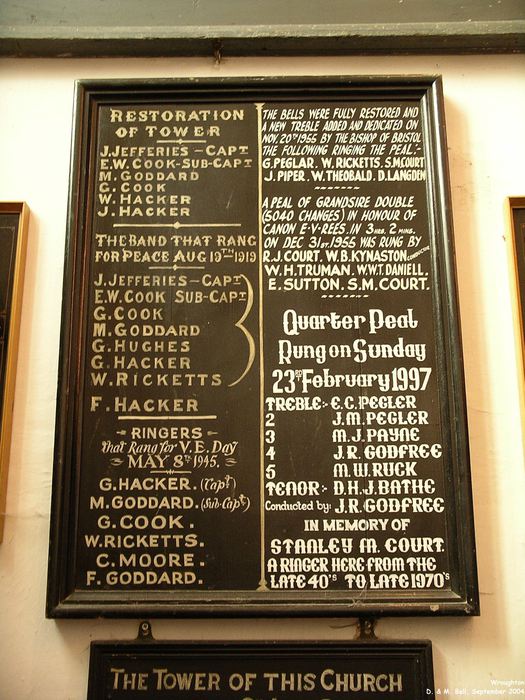 RESTORATION
OF TOWER
J. JEFFERIES - CAPT
E.W. COOK - SUB-CAPT
M. GODDARD
G. COOK
W. HACKER
J. HACKER
THE BAND THAT RANG
FOR PEACE AUG 19TH 1919
J. JEFFERIES - CAPT
E.W. COOK SUB-CAPT
G. COOK
M. GODDARD
G. HUGHES
G. HACKER
W. RICKETTS
F. HACKER
- RINGERS -
that Rang for V.E. Day
MAY 8TH 1945.
G. HACKER. (Capt)
M. GODDARD. (Sub-Capt)
G. COOK.
W. RICKETTS.
C. MOORE.
F. GODDARD.
THE BELLS WERE FULLY RESTORED AND
A NEW TREBLE ADDED AND DEDICATED ON
NOV. 20TH 1955 BY THE BISHOP OF BRISTOL
THE FOLLOWING RINGING THE PEAL:-
G. PEGLAR. W. RICKETTS. S.M. COURT
J. PIPER. W. THEOBALD. D. LANGDEN
A PEAL OF GRANDSIRE DOUBLE
(5040 CHANGES) IN HONOUR OF
CANON E.V. REES. IN 3 HRS. 2 MINS.
ON DEC 31ST. 1955 WAS RUNG BY
R.J. COURT. W.B. KYNASTON CONDUCTOR
W.H. TRUMAN. W.W.T. DANIELL.
E. SUTTON. S.M. COURT.
Quarter Peal
Rung on Sunday
23rd February 1997
TREBLE:- E.C. PEGLER
2 J.M. PEGLER
3 M.J. PAYNE
4 J.R. GODFREE
5 M.W. RUCK
TENOR:- D.H.J. BATHE
Conducted by: J.R. GODFREE
IN MEMORY OF
STANLEY M. COURT.
A RINGER HERE FROM THE
LATE 40'S TO LATE 1970'S
THE TOWER OF THIS CHURCH
Wroughton
D. & M. Bell, September 2004